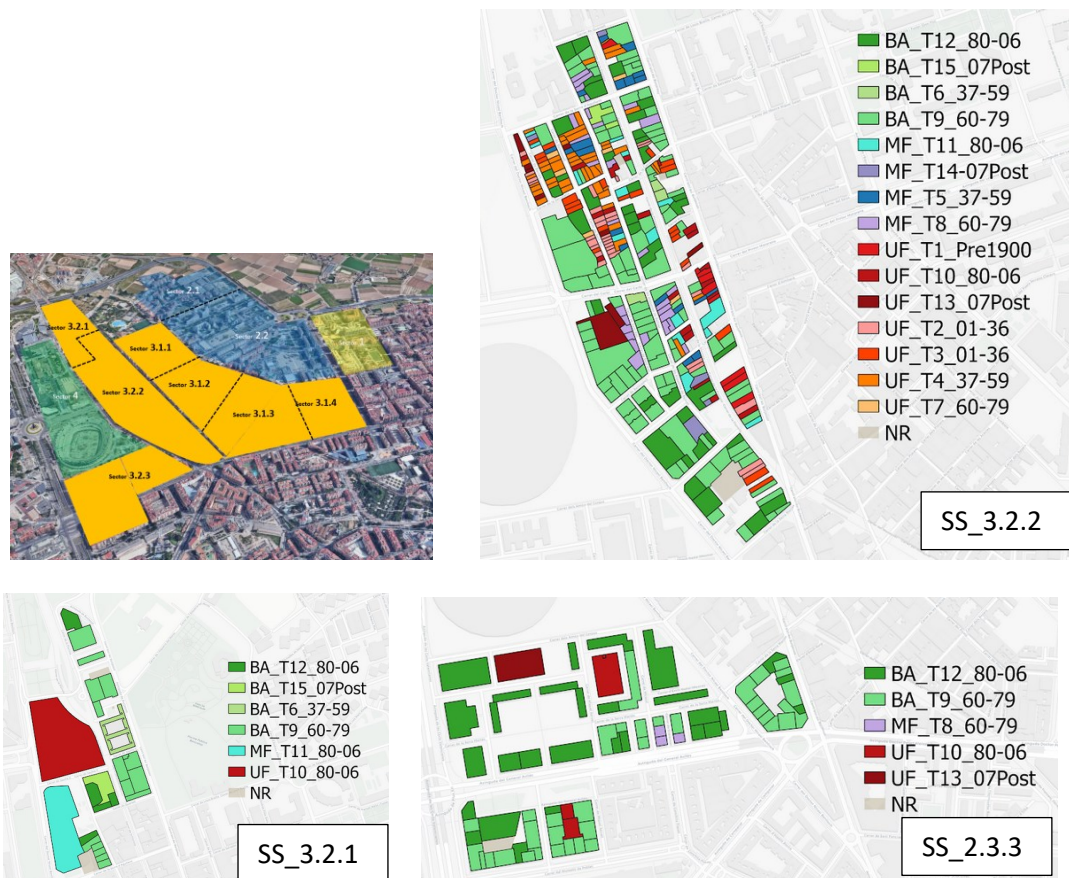 Sector 2.1
Sector 3.2.1
Sector 3.1.1
Sector 2.2
Sector 4
Sector 3.2.2
Sector 3.1.2
Sector 3.1.3
Sector 3.1.4
Sector 3.2.3
BA_T12_80-06
BA_T15_07Post
BA_T6_37-59
BA_T9_60-79
MF_T11_80-06
MF_T14-07Post
MF_T5_37-59
MF_T8_60-79
UF_T1_Pre1900
UF_T10_80-06
UF_T13_07Post
UF_T2_01-36
UF_T3_01-36
UF_T4_37-59
UF_T7_60-79
NR
SS_3.2.2
BA_T12_80-06
BA_T15_07Post
BA_T6_37-59
BA_T9_60-79
MF_T11_80-06
UF_T10_80-06
NR
SS_3.2.1
BA_T12_80-06
BA_T9_60-79
MF_T8_60-79
UF_T10_80-06
UF_T13_07Post
NR
SS_2.3.3